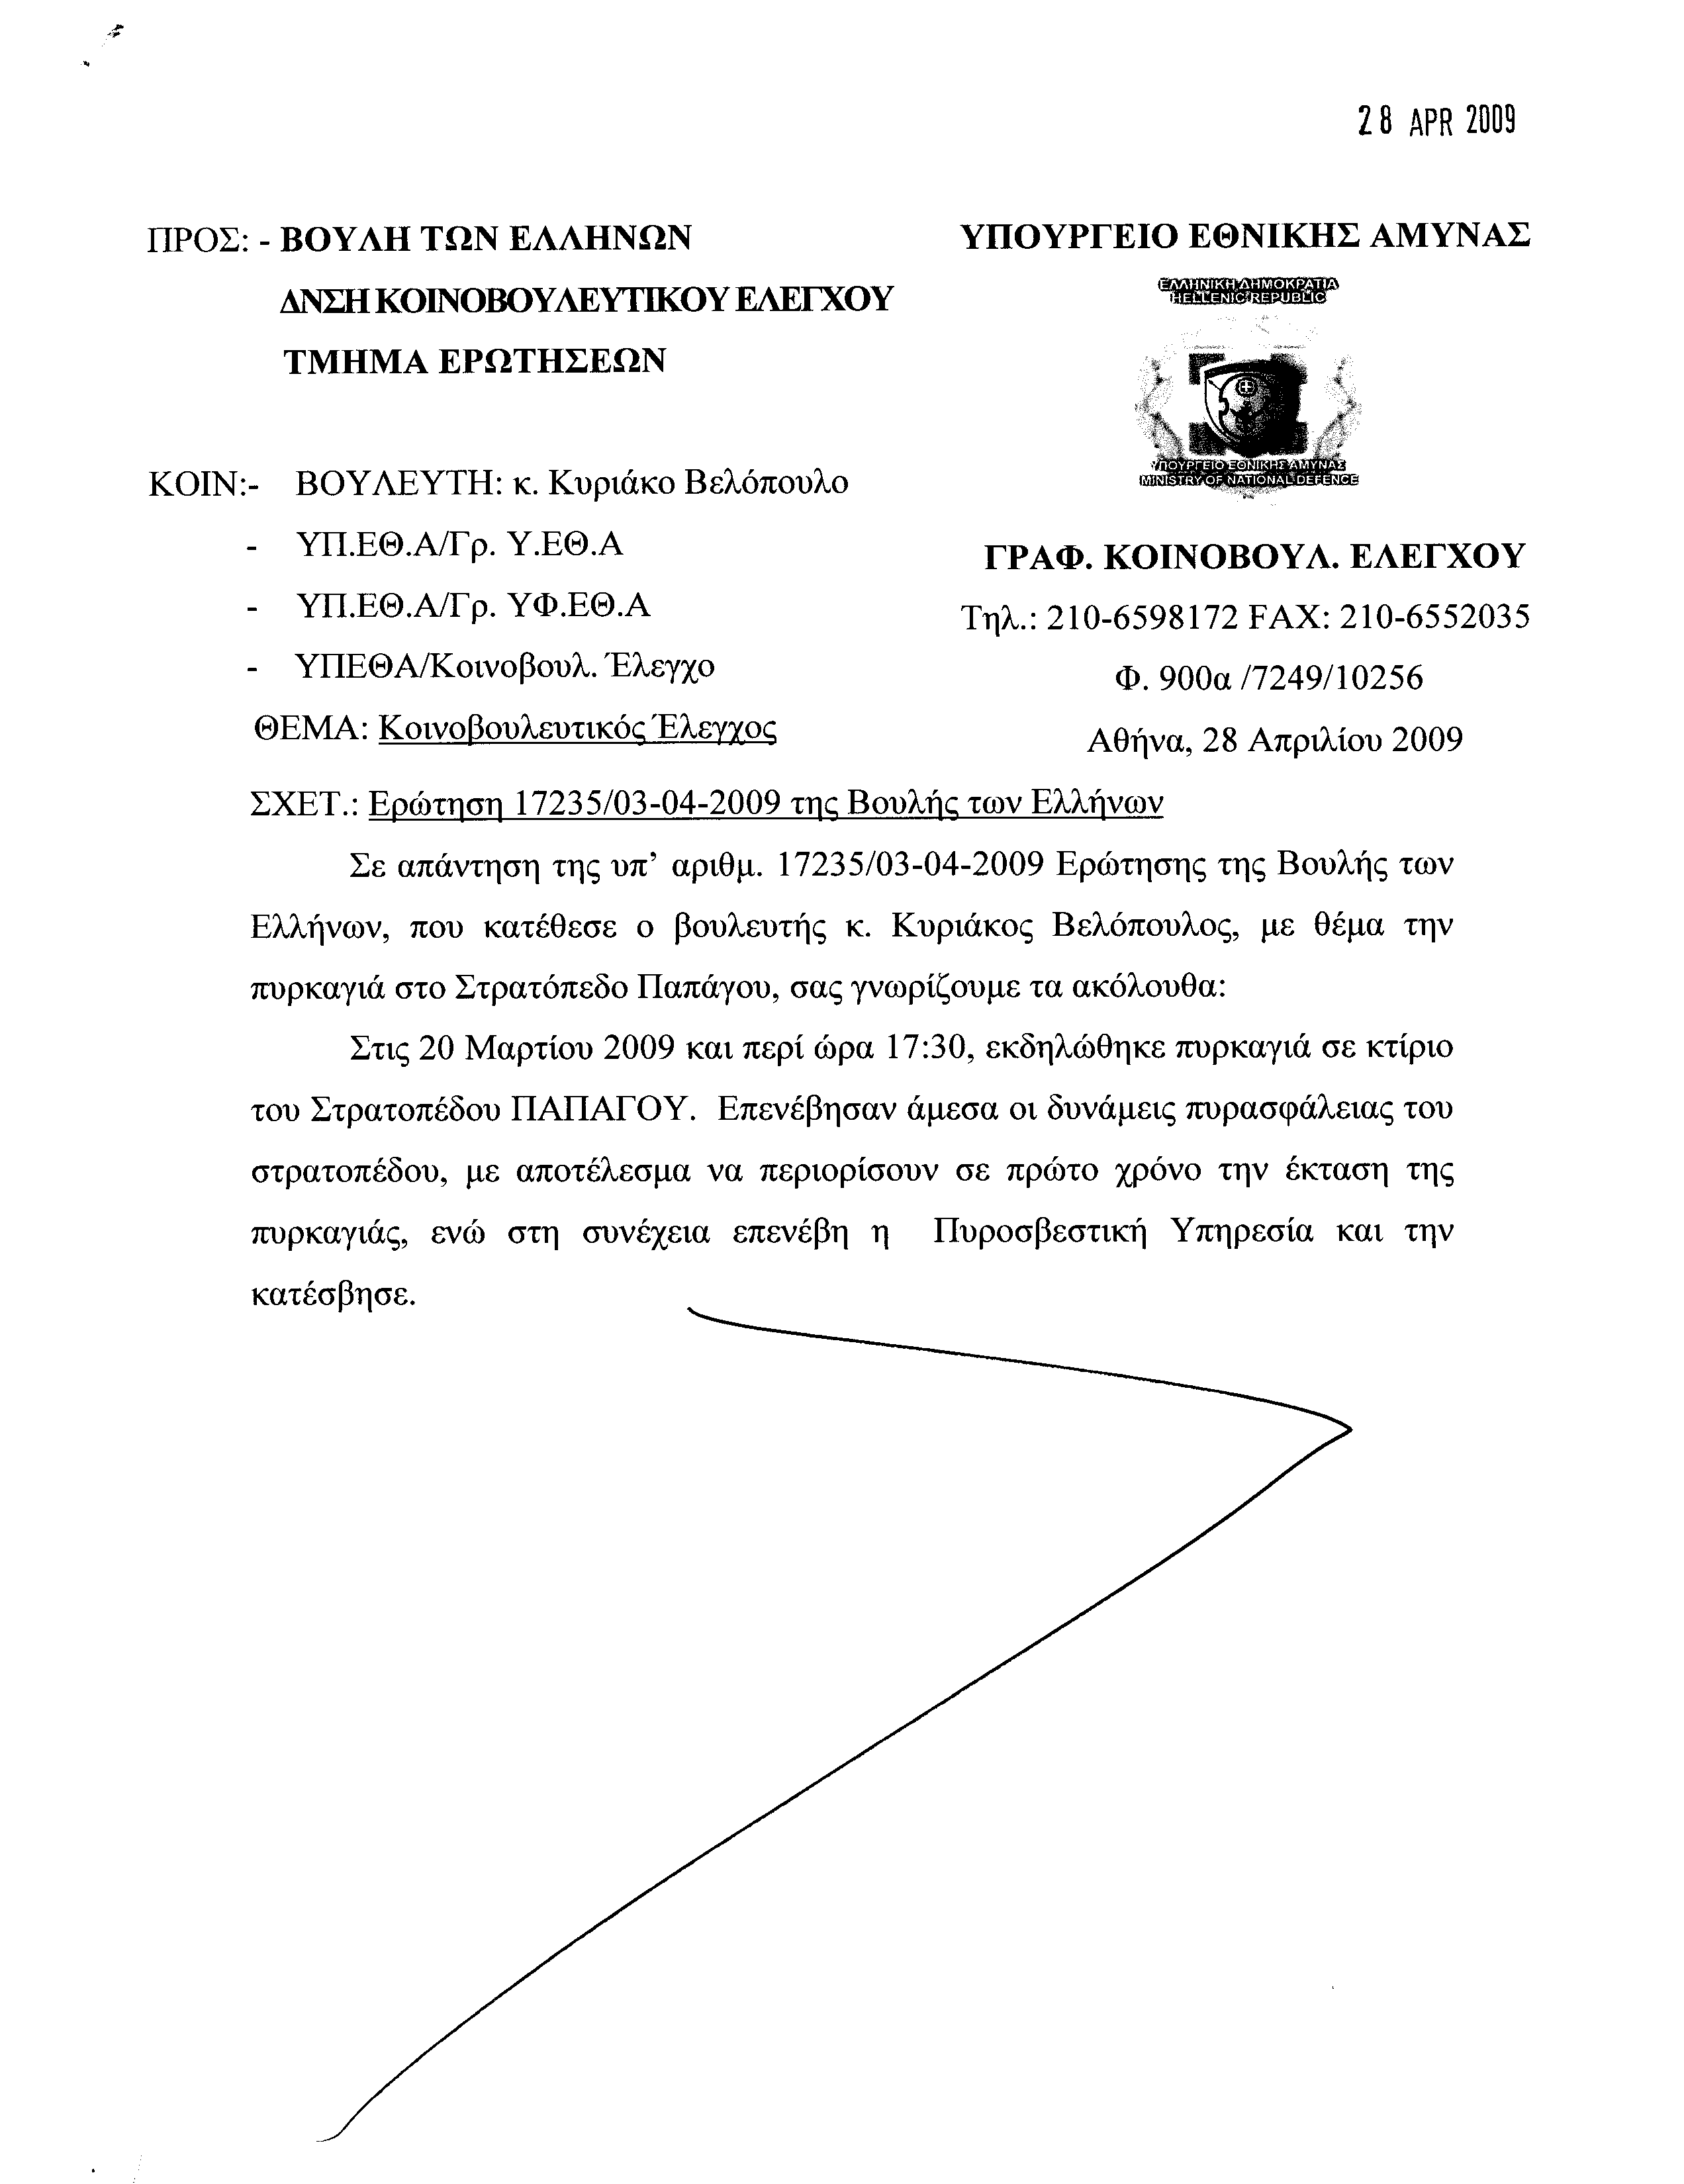 28 APR 2009
ΠΡΟΣ: - ΒΟΥΛΗ ΤΩΝ ΕΛΛΗΝΩΝ
ΔΝΣΗ ΚΟΙΝΟΒΟΥΛΕΥΤΙΚΟΥ ΕΛΕΓΧΟΥ
ΤΜΗΜΑ ΕΡΩΤΗΣΕΩΝ
ΚΟΙΝ:- ΒΟΥΛΕΥΤΗ: κ. Κυριάκο Βελόπουλο
- ΥΠ.ΕΘ.Α/Γρ. Υ.ΕΘ.Α
- ΥΠ.ΕΘ.Α/Γρ. ΥΦ.ΕΘ.Α
- ΥΠΕΘΑ/Κοινοβουλ. Έλεγχο
ΥΠΟΥΡΓΕΙΟ ΕΘΝΙΚΗΣ ΑΜΥΝΑΣ
ΕΛΛΗΝΙΚΗ ΔΗΜΟΚΡΑΤΙΑ
HELLENIC REPUBLIC
ΥΠΟΥΡΓΕΙΟ ΕΘΝΙΚΗΣ ΑΜΥΝΑΣ
MINISTRY OF NATIONAL DEFENCE
ΓΡΑΦ. ΚΟΙΝΟΒΟΥΛ. ΕΛΕΓΧΟΥ
Τηλ.: 210-6598172 FAX: 210-6552035
Φ. 900α /7249/10256
Αθήνα, 28 Απριλίου 2009
ΘΕΜΑ: Κοινοβουλευτικός Έλεγχος
ΣΧΕΤ.: Ερώτηση 17235/03-04-2009 της Βουλής των Ελλήνων
Σε απάντηση της υπ’ αριθμ. 17235/03-04-2009 Ερώτησης της Βουλής των
Ελλήνων, που κατέθεσε ο βουλευτής κ. Κυριάκος Βελόπουλος, με θέμα την
πυρκαγιά στο Στρατόπεδο Παπάγου, σας γνωρίζουμε τα ακόλουθα:
Στις 20 Μαρτίου 2009 και περί ώρα 17:30, εκδηλώθηκε πυρκαγιά σε κτίριο
του Στρατοπέδου ΠΑΠΑΓΟΥ. Επενέβησαν άμεσα οι δυνάμεις πυρασφάλειας του
στρατοπέδου, με αποτέλεσμα να περιορίσουν σε πρώτο χρόνο την έκταση της
πυρκαγιάς, ενώ στη συνέχεια επενέβη η Πυροσβεστική Υπηρεσία και την
κατέσβησε.